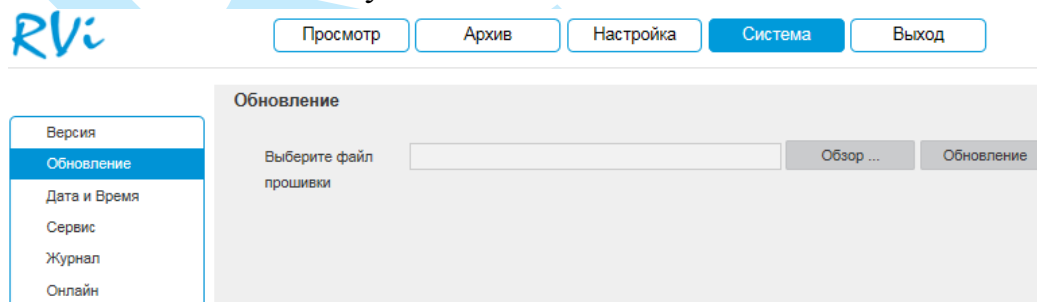 RVi
Просмотр Архив Настройка Система Выход
Обновление
Версия
Обновление
Дата и Время
Сервис
Журнал
Онлайн
Выберите файл прошивки
Обзор ... Обновление